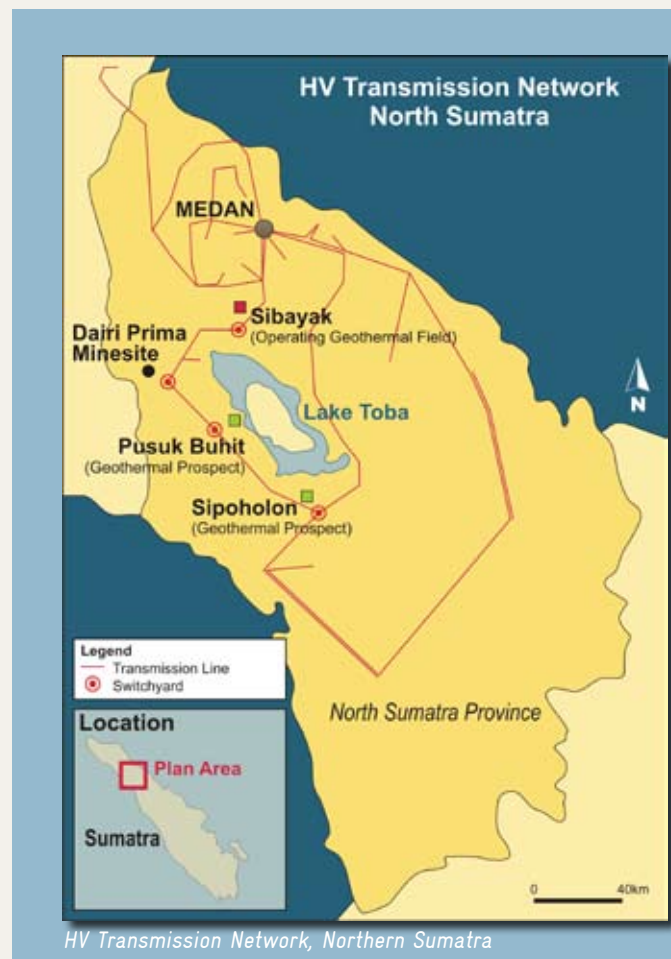 HV Transmission Network
North Sumatra
MEDAN
Sibayak
(Operating Geothermal Field)
Dairi Prima
Minesite
Lake Toba
N
Pusuk Buhit
(Geothermal Prospect)
Sipoholon
(Geothermal Prospect)
Legend
Transmission Line
Switchyard
North Sumatra Province
Location
Plan Area
Sumatra
0 40km
HV Transmission Network, Northern Sumatra